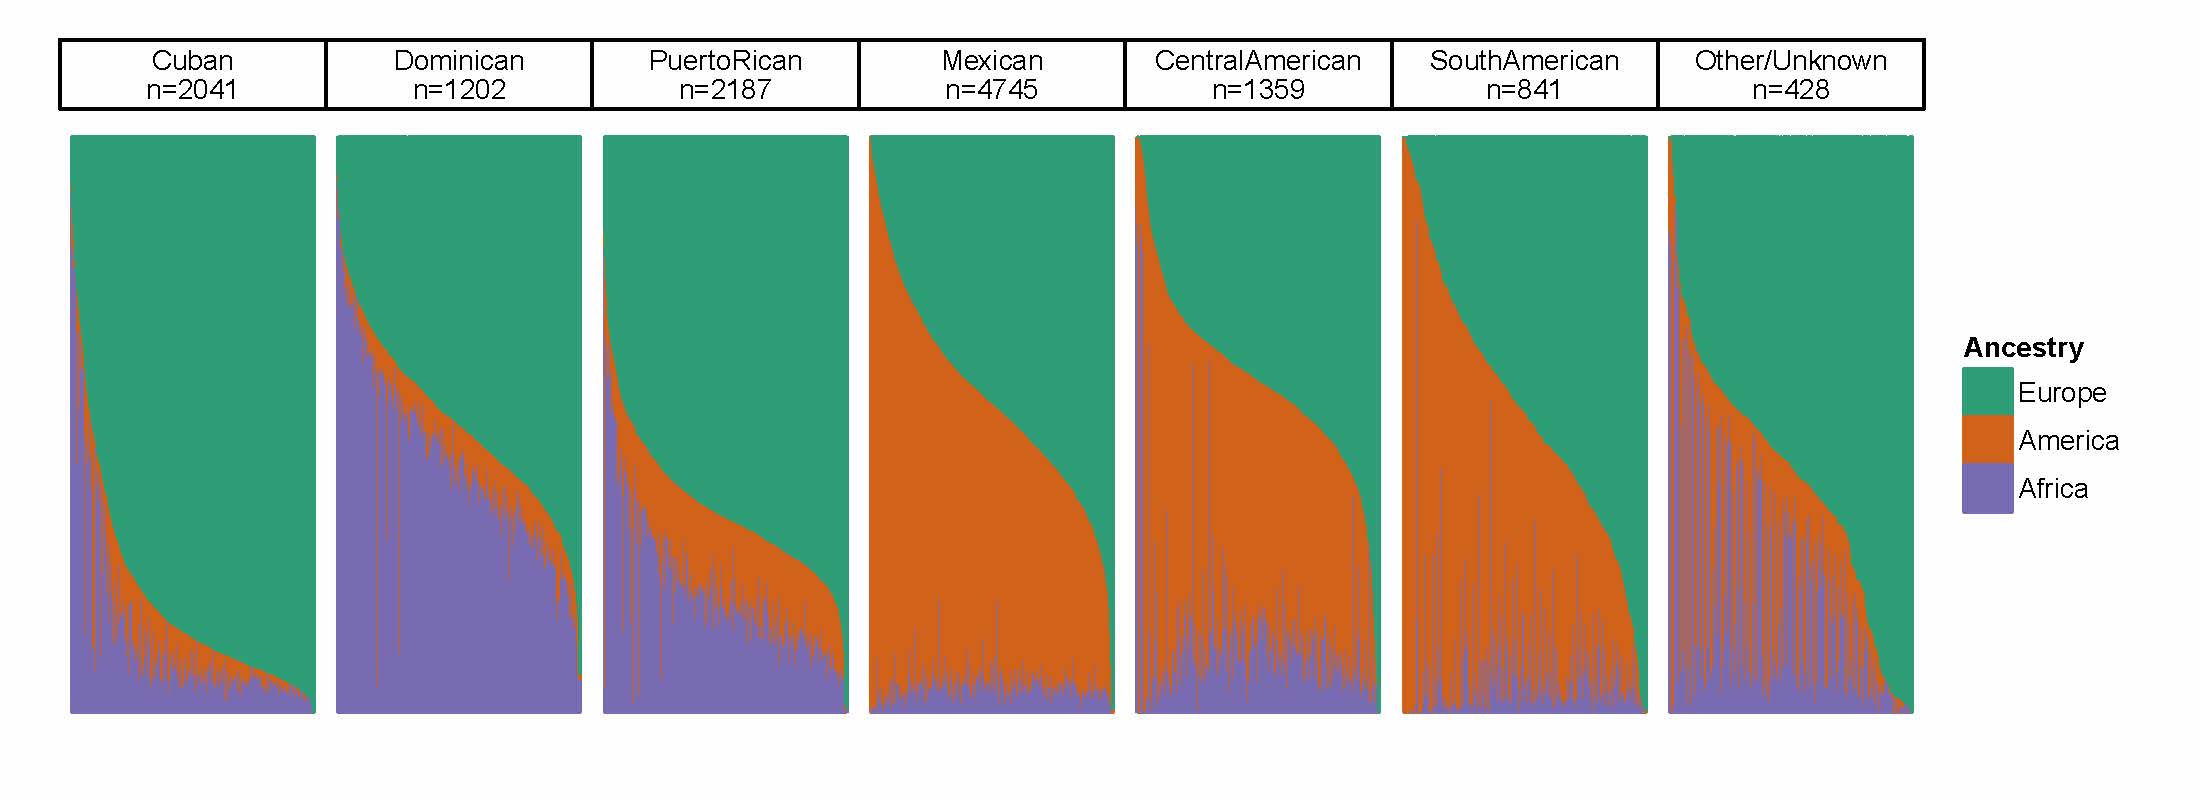 Cuban
n=2041
Dominican
n=1202
PuertoRican
n=2187
Mexican
n=4745
CentralAmerican
n=1359
SouthAmerican
n=841
Other/Unknown
n=428
Ancestry
Europe
America
Africa